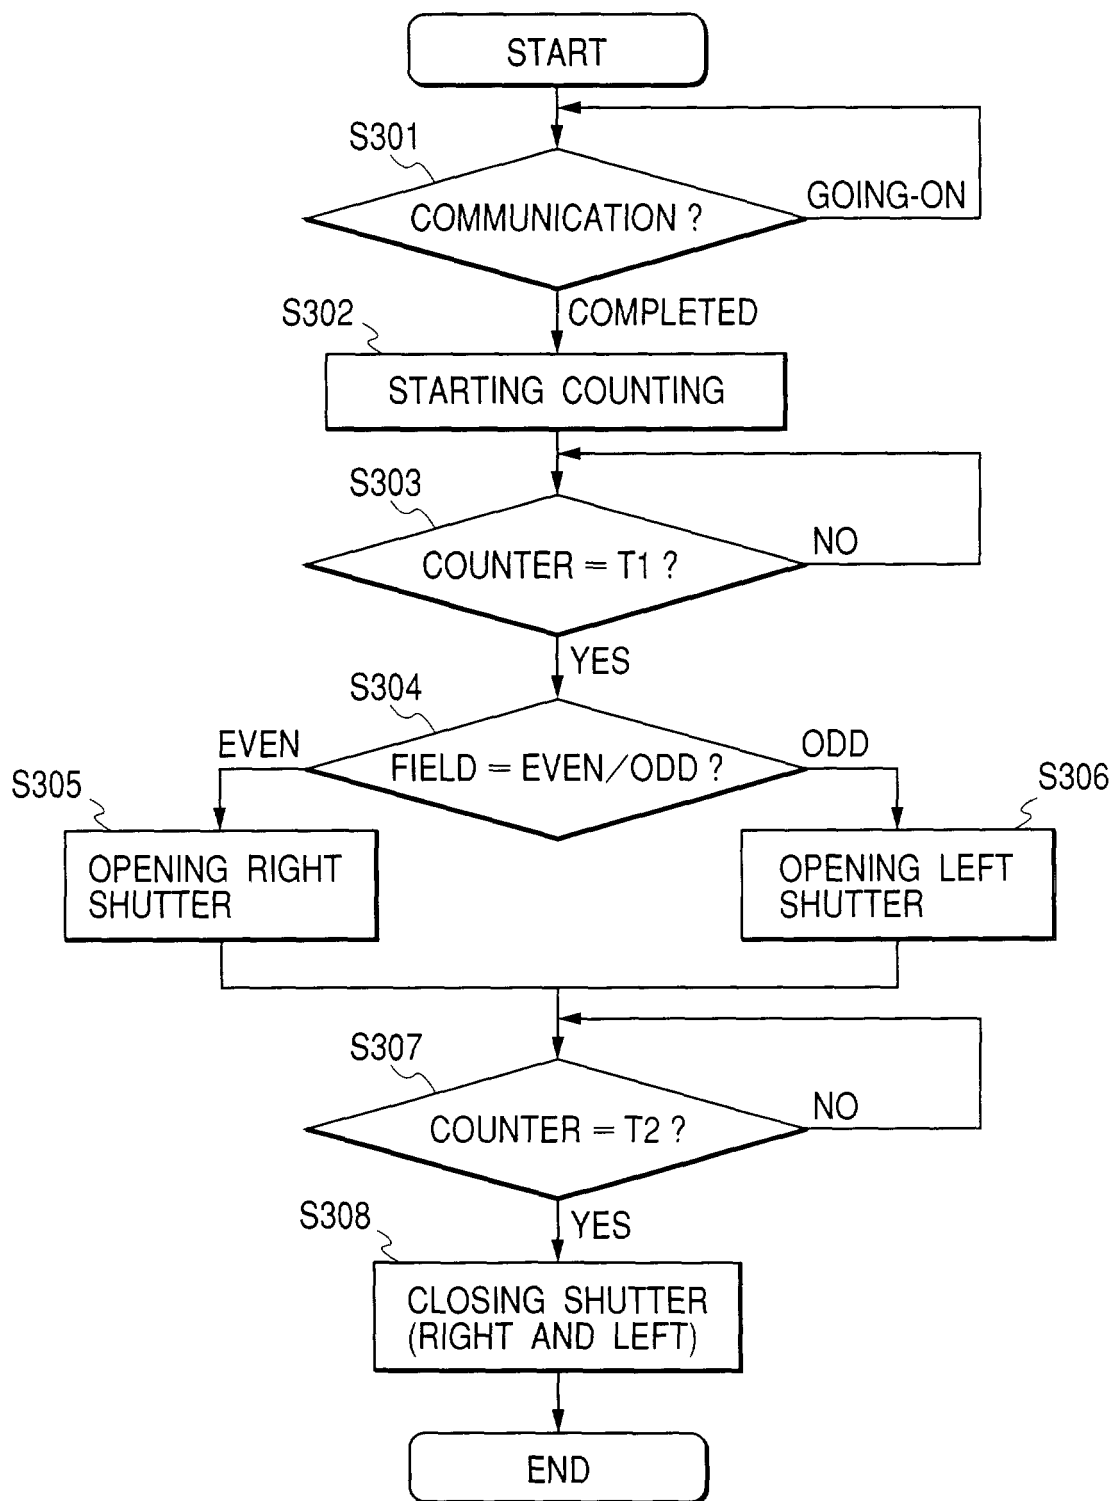 START
S301
COMMUNICATION ?
GOING-ON
COMPLETED
S302
STARTING COUNTING
S303
COUNTER = T1 ?
NO
YES
S304
EVEN
FIELD = EVEN/ODD ?
ODD
S305
OPENING RIGHT
SHUTTER
S306
OPENING LEFT
SHUTTER
S307
COUNTER = T2 ?
NO
YES
S308
CLOSING SHUTTER
(RIGHT AND LEFT)
END